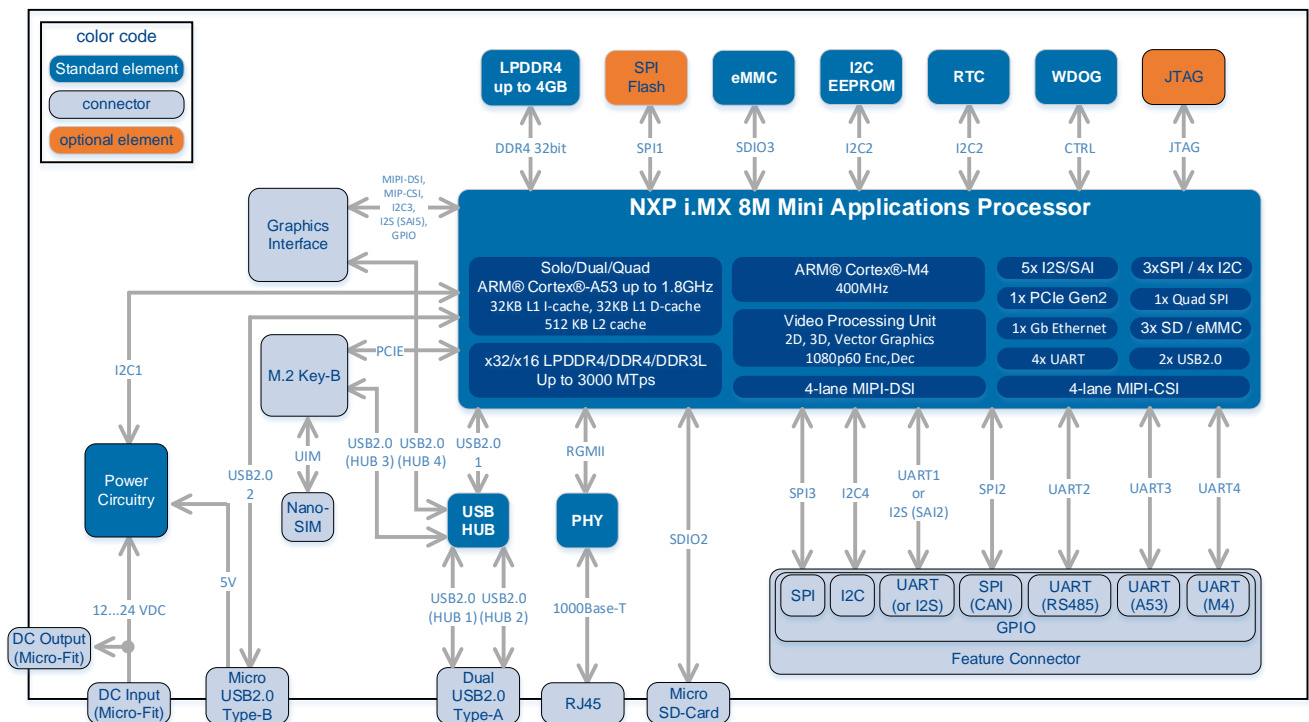 color code
Standard element
connector
optional element
LPDDR4
up to 4GB
SPI
Flash
eMMC
I2C
EEPROM
RTC
WDOG
JTAG
DDR4 32bit
SPI1
SDIO3
I2C2
I2C2
CTRL
JTAG
MIPI-DSI,
MIP-CSI,
I2C3,
I2S (SAI5),
GPIO
Graphics
Interface
NXP i.MX 8M Mini Applications Processor
Solo/Dual/Quad
ARM® Cortex®-A53 up to 1.8GHz
32KB L1 I-cache, 32KB L1 D-cache
512 KB L2 cache
x32/x16 LPDDR4/DDR4/DDR3L
Up to 3000 MTps
ARM® Cortex®-M4
400MHz
Video Processing Unit
2D, 3D, Vector Graphics
1080p60 Enc,Dec
4-lane MIPI-DSI
5x I2S/SAI
3xSPI / 4x I2C
1x PCIe Gen2
1x Quad SPI
1x Gb Ethernet
3x SD / eMMC
4x UART
2x USB2.0
4-lane MIPI-CSI
I2C1
PCIE
M.2 Key-B
UIM
Nano-
SIM
USB2.0
(HUB 3)
USB2.0
(HUB 4)
USB2.0
1
RGMII
USB2.0
2
Power
Circuitry
USB
HUB
PHY
SDIO2
SPI3
I2C4
UART1
or
I2S (SAI2)
SPI2
UART2
UART3
UART4
5V
12...24 VDC
USB2.0
(HUB 1)
USB2.0
(HUB 2)
1000Base-T
SPI
I2C
UART
(or I2S)
SPI
(CAN)
UART
(RS485)
UART
(A53)
UART
(M4)
GPIO
Feature Connector
DC Output
(Micro-Fit)
DC Input
(Micro-Fit)
Micro
USB2.0
Type-B
Dual
USB2.0
Type-A
RJ45
Micro
SD-Card